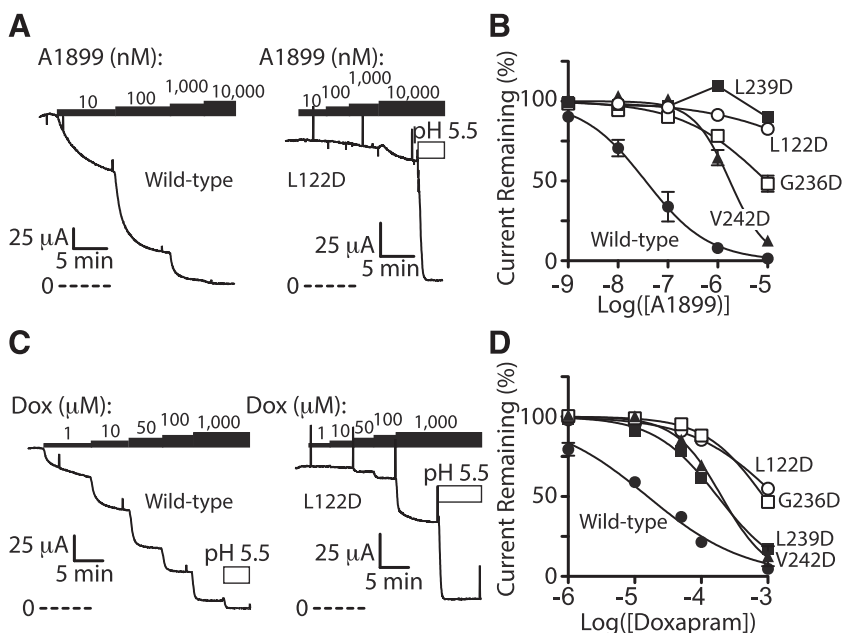 A
A1899 (nM):
10
100
1,000
10,000
Wild-type
25 µA
5 min
0
A1899 (nM):
10
100
1,000
10,000
pH 5.5
L122D
25 µA
5 min
0
B
Current Remaining (%)
100
50
0
-9
-8
-7
-6
-5
Log([A1899])
L239D
L122D
G236D
V242D
Wild-type
C
Dox (µM):
1
10
50
100
1,000
Wild-type
25 µA
5 min
pH 5.5
0
Dox (µM):
1
10
50
100
1,000
pH 5.5
L122D
25 µA
5 min
0
D
Current Remaining (%)
100
50
0
-6
-5
-4
-3
Log([Doxapram])
L122D
G236D
L239D
V242D
Wild-type